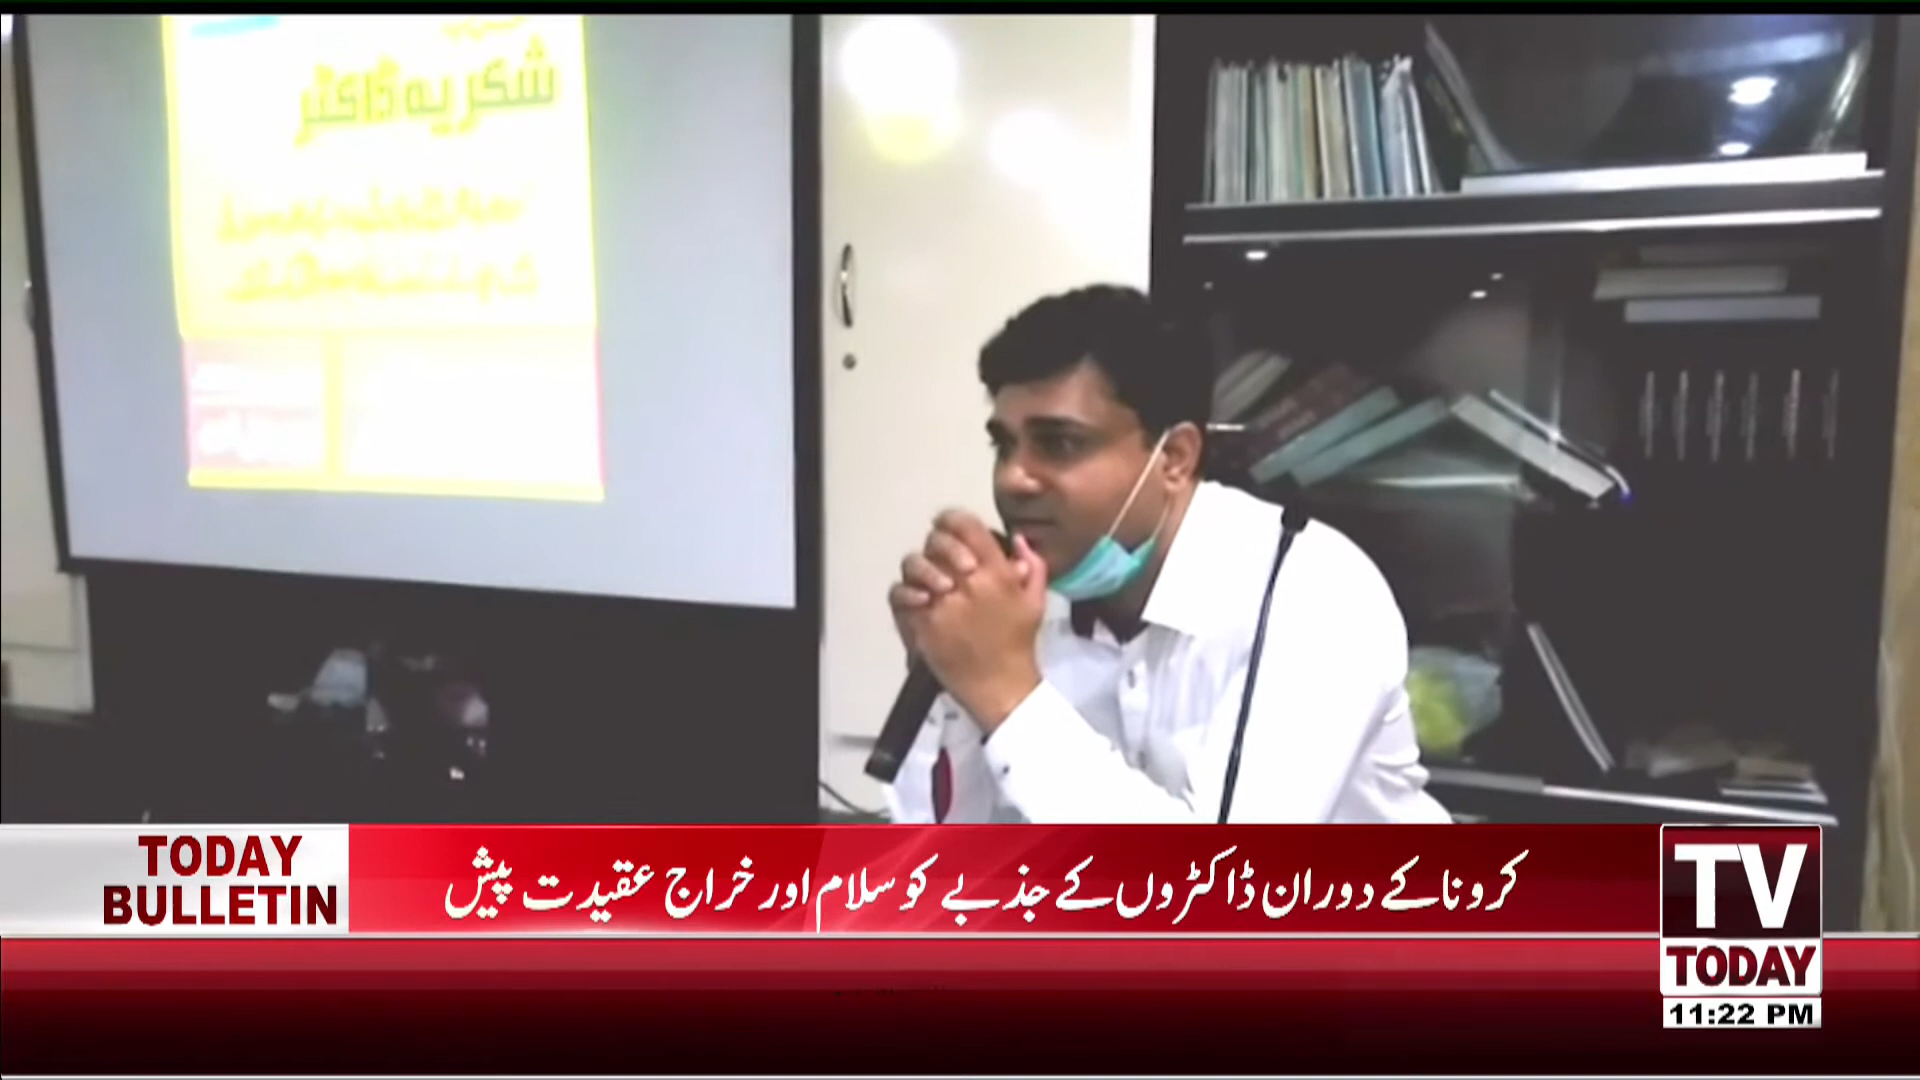 شکریہ ڈاکٹر
TODAY
BULLETIN
کرونا کے دوران ڈاکٹروں کے جذبے کو سلام اور خراج عقیدت پیش
TV
TODAY
11:22 PM